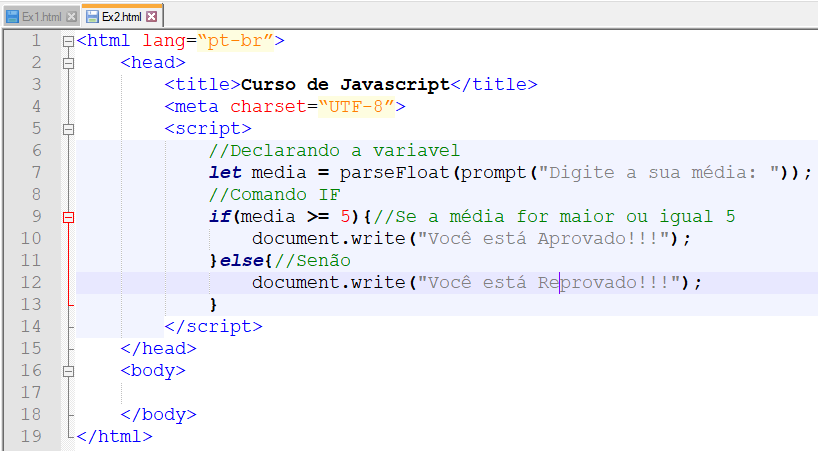 Ex1.html Ex2.html
1 <html lang=“pt-br”>
2 <head>
3 <title>Curso de Javascript</title>
4 <meta charset=“UTF-8”>
5 <script>
6 //Declarando a variavel
7 let media = parseFloat(prompt("Digite a sua média: "));
8 //Comando IF
9 if(media >= 5){//Se a média for maior ou igual 5
10 document.write("Você está Aprovado!!!");
11 }else{//Senão
12 document.write("Você está Reprovado!!!");
13 }
14 </script>
15 </head>
16 <body>
17
18 </body>
19 </html>